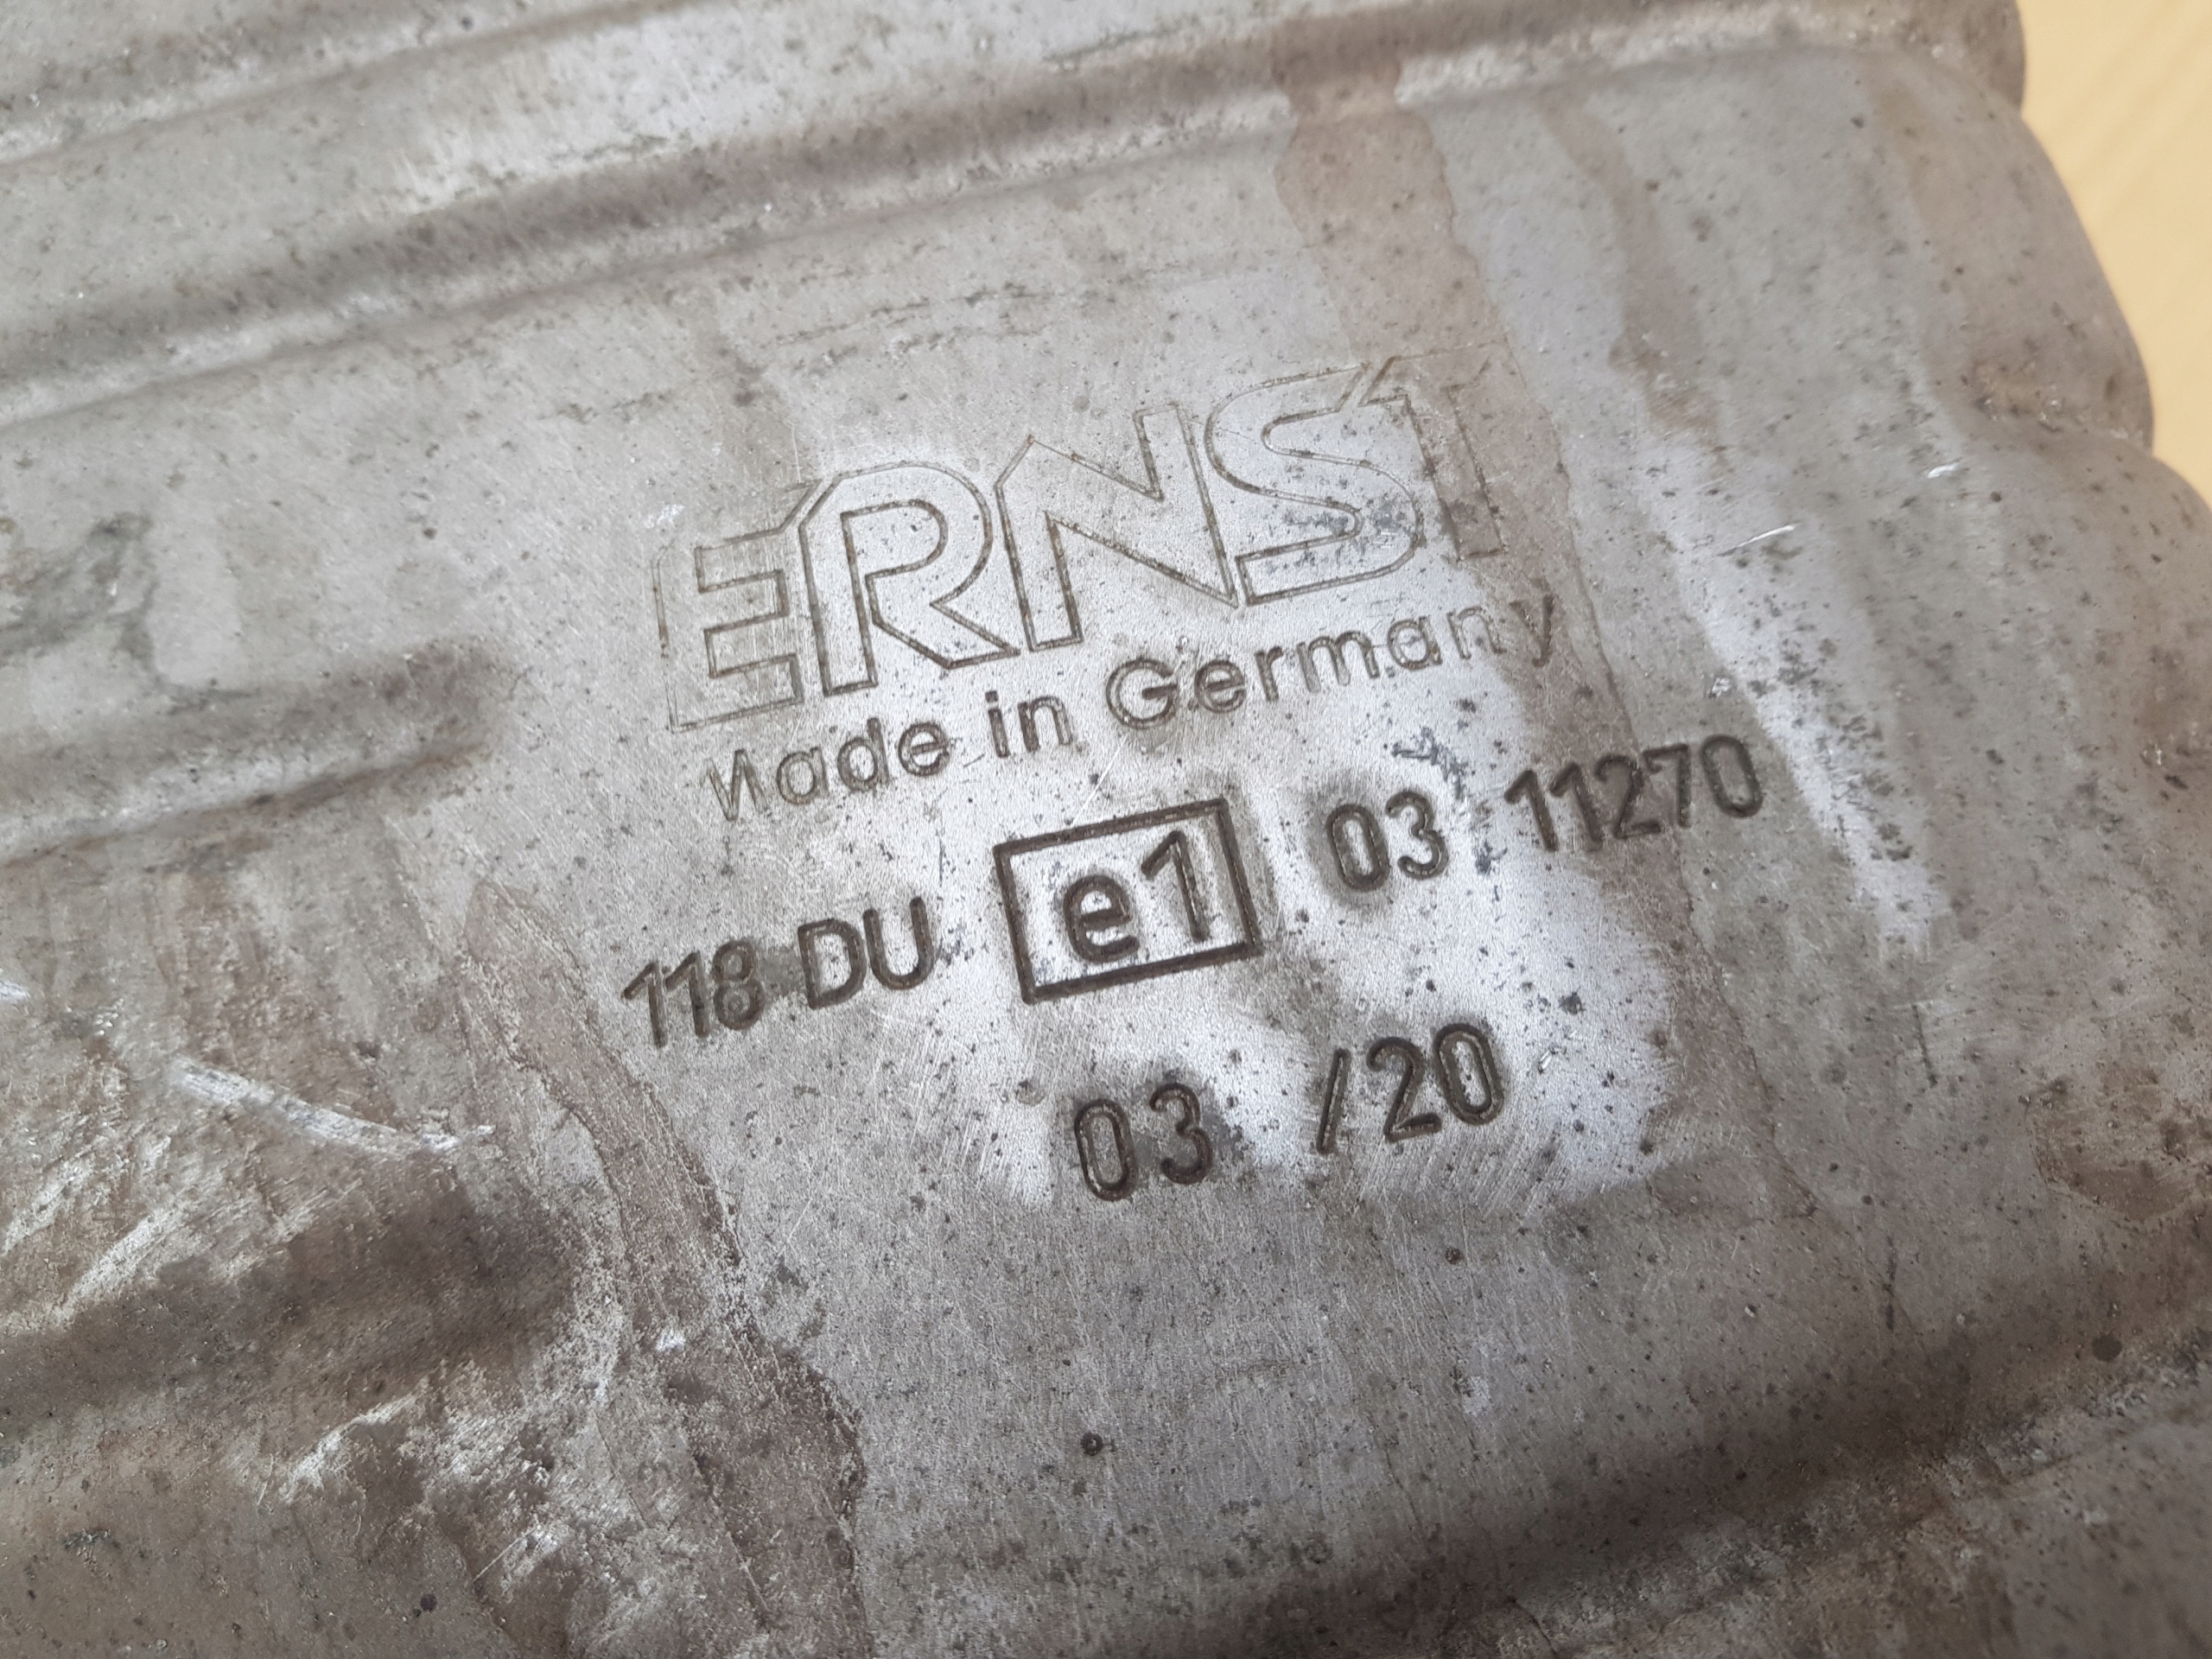 ERNST
Made in Germany
118 DU e1 03 11270
03 /20